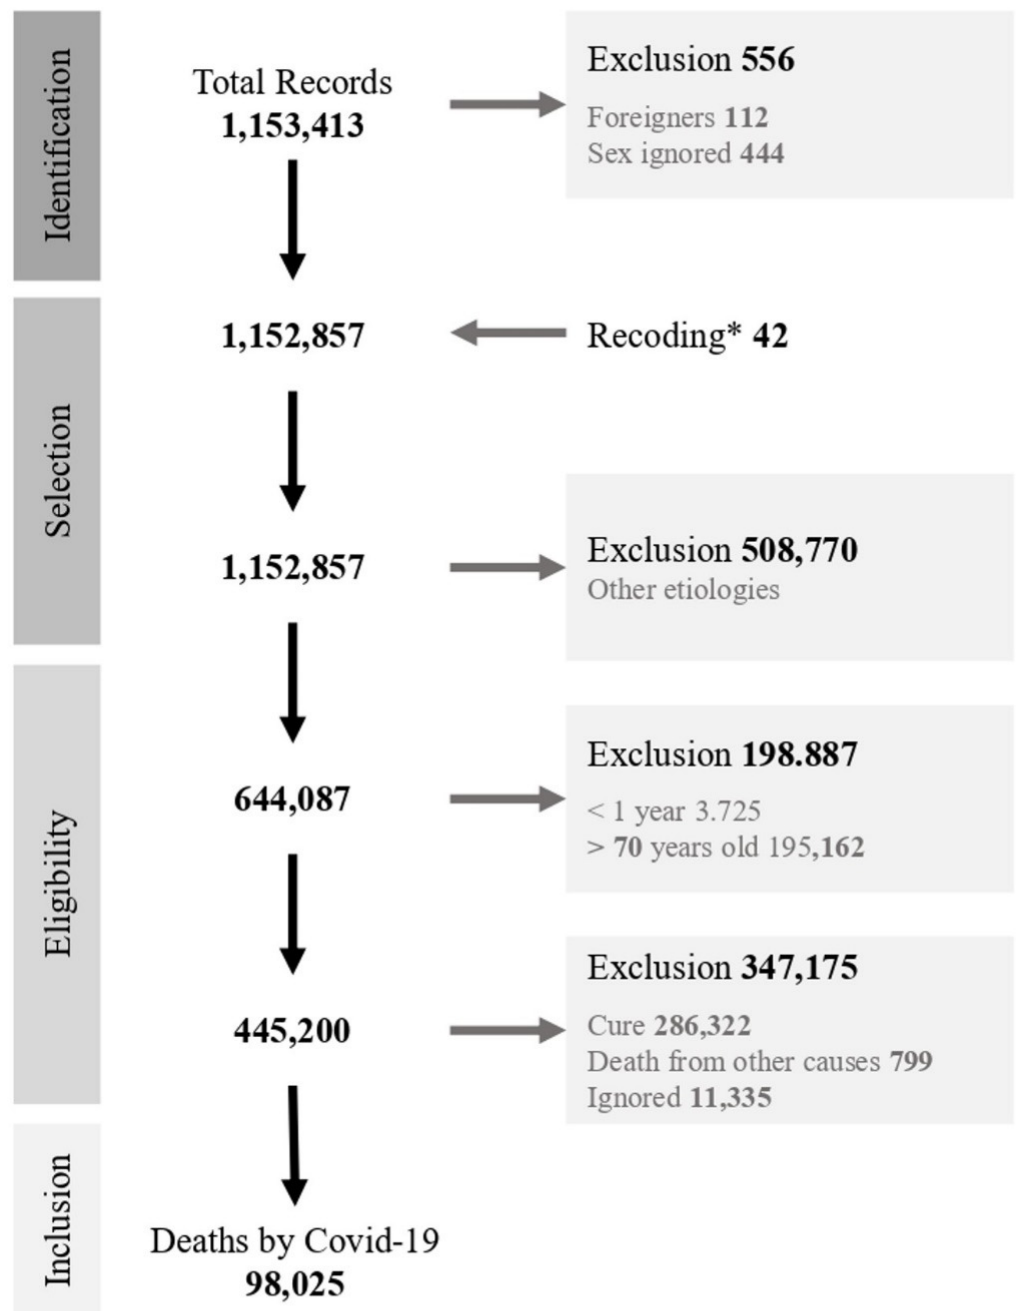 Identification
Total Records
1,153,413
Exclusion 556
Foreigners 112
Sex ignored 444
Selection
1,152,857
Recoding* 42
1,152,857
Exclusion 508,770
Other etiologies
Eligibility
644,087
Exclusion 198.887
< 1 year 3.725
> 70 years old 195,162
445,200
Exclusion 347,175
Cure 286,322
Death from other causes 799
Ignored 11,335
Inclusion
Deaths by Covid-19
98,025